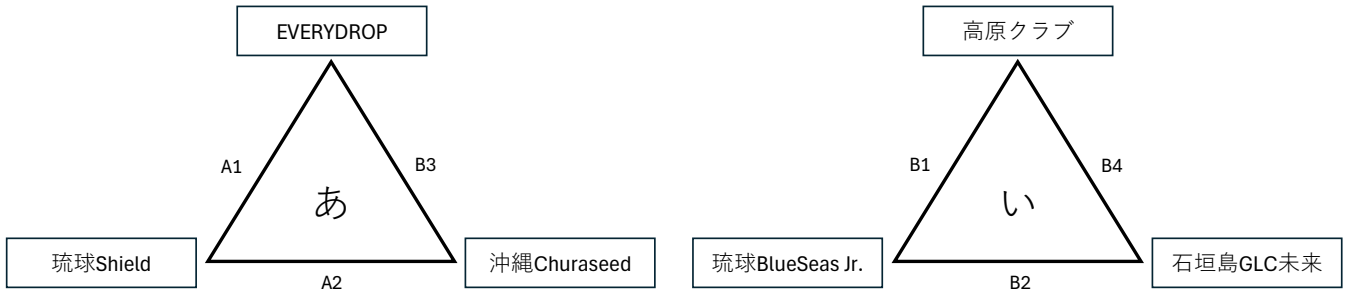 EVERYDROP
高原クラブ
A1
B3
B1
B4
あ
い
琉球Shield
沖縄Churaseed
琉球BlueSeas Jr.
石垣島GLC未来
A2
B2